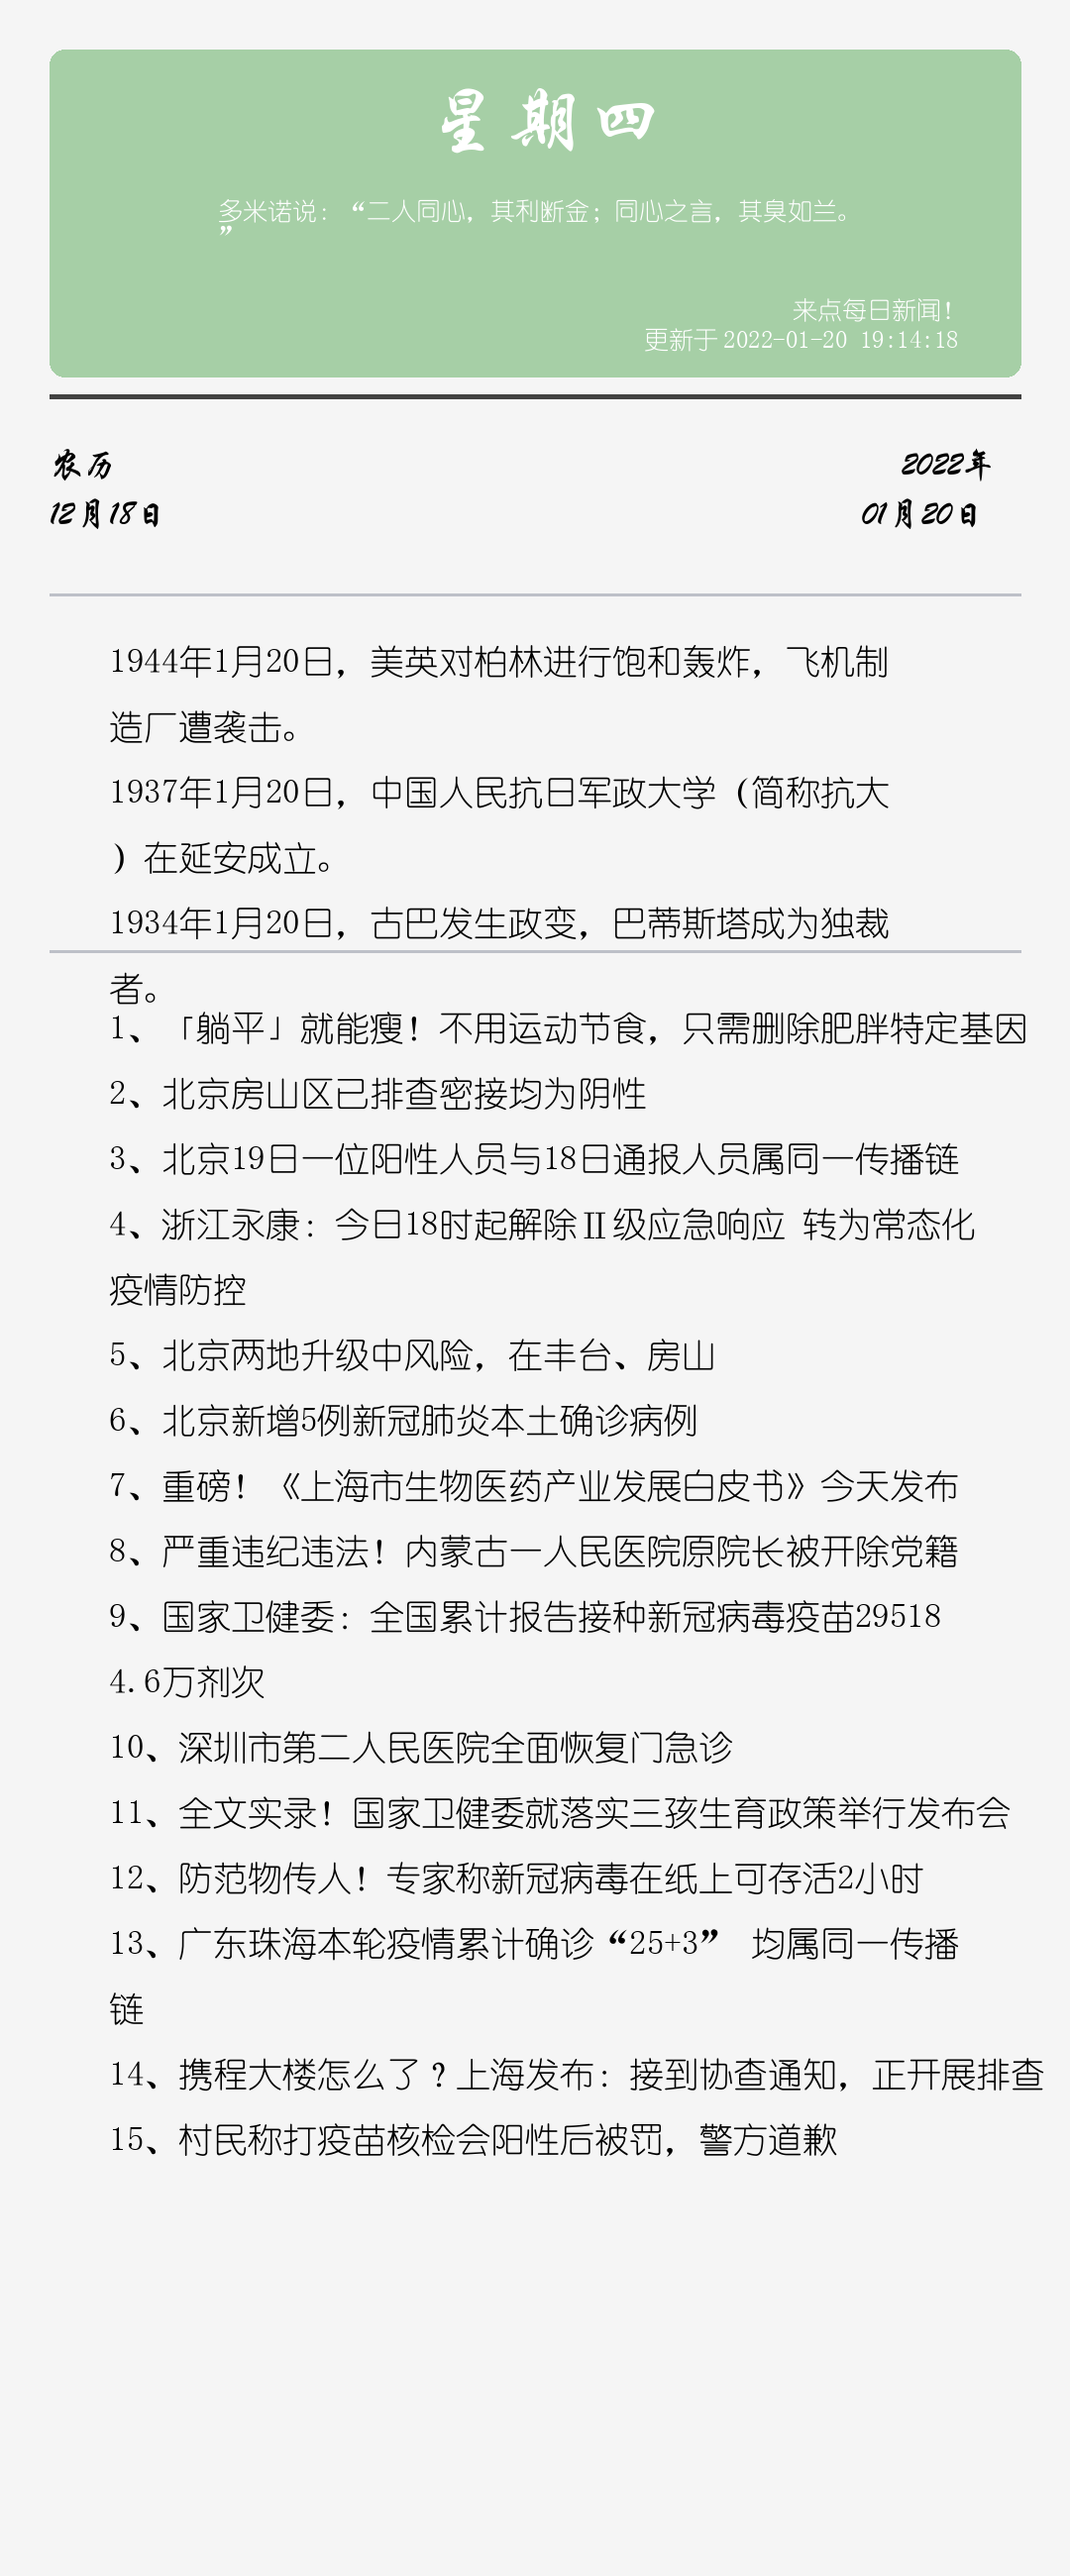 星期四
多米诺说：“二人同心，其利断金；同心之言，其臭如兰。
”
来点每日新闻！
更新于2022-01-20 19:14:18
农历
2022年
12月18日
01月20日
1944年1月20日，美英对柏林进行饱和轰炸，飞机制
造厂遭袭击。
1937年1月20日，中国人民抗日军政大学（简称抗大
）在延安成立。
1934年1月20日，古巴发生政变，巴蒂斯塔成为独裁
者。
1、「躺平」就能瘦！不用运动节食，只需删除肥胖特定基因
2、北京房山区已排查密接均为阴性
3、北京19日一位阳性人员与18日通报人员属同一传播链
4、浙江永康：今日18时起解除Ⅱ级应急响应 转为常态化
疫情防控
5、北京两地升级中风险，在丰台、房山
6、北京新增5例新冠肺炎本土确诊病例
7、重磅！《上海市生物医药产业发展白皮书》今天发布
8、严重违纪违法！内蒙古一人民医院原院长被开除党籍
9、国家卫健委：全国累计报告接种新冠病毒疫苗29518
4.6万剂次
10、深圳市第二人民医院全面恢复门急诊
11、全文实录！国家卫健委就落实三孩生育政策举行发布会
12、防范物传人！专家称新冠病毒在纸上可存活2小时
13、广东珠海本轮疫情累计确诊“25+3” 均属同一传播
链
14、携程大楼怎么了？上海发布：接到协查通知，正开展排查
15、村民称打疫苗核检会阳性后被罚，警方道歉